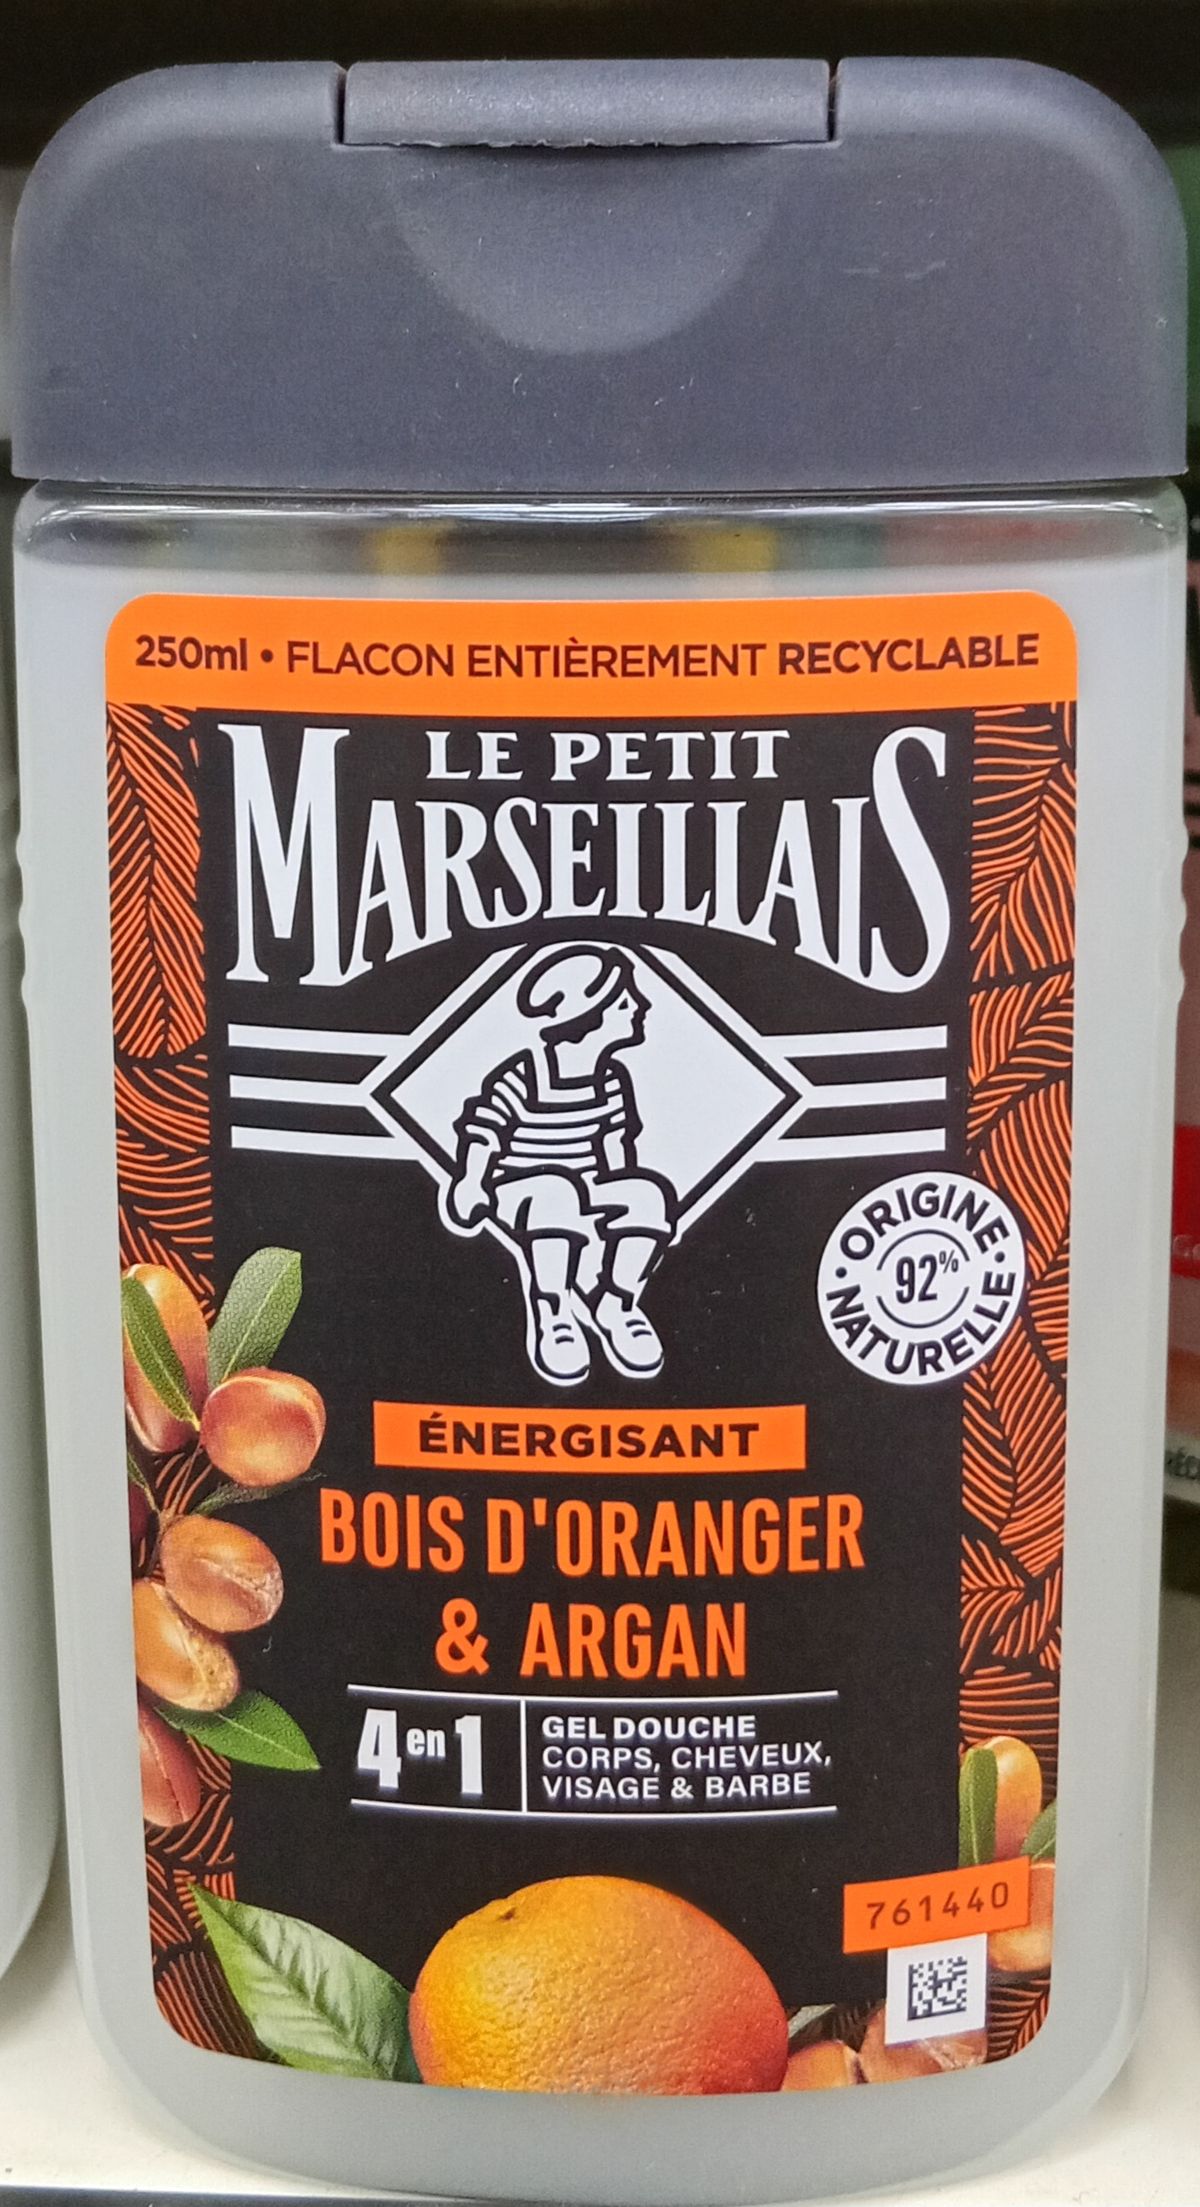 250ml • FLACON ENTIÈREMENT RECYCLABLE
LE PETIT
MARSEILLAIS
• ORIGINE •
92%
NATURELLE
ÉNERGISANT
BOIS D'ORANGER
& ARGAN
4 en 1
GEL DOUCHE
CORPS, CHEVEUX,
VISAGE & BARBE
761440